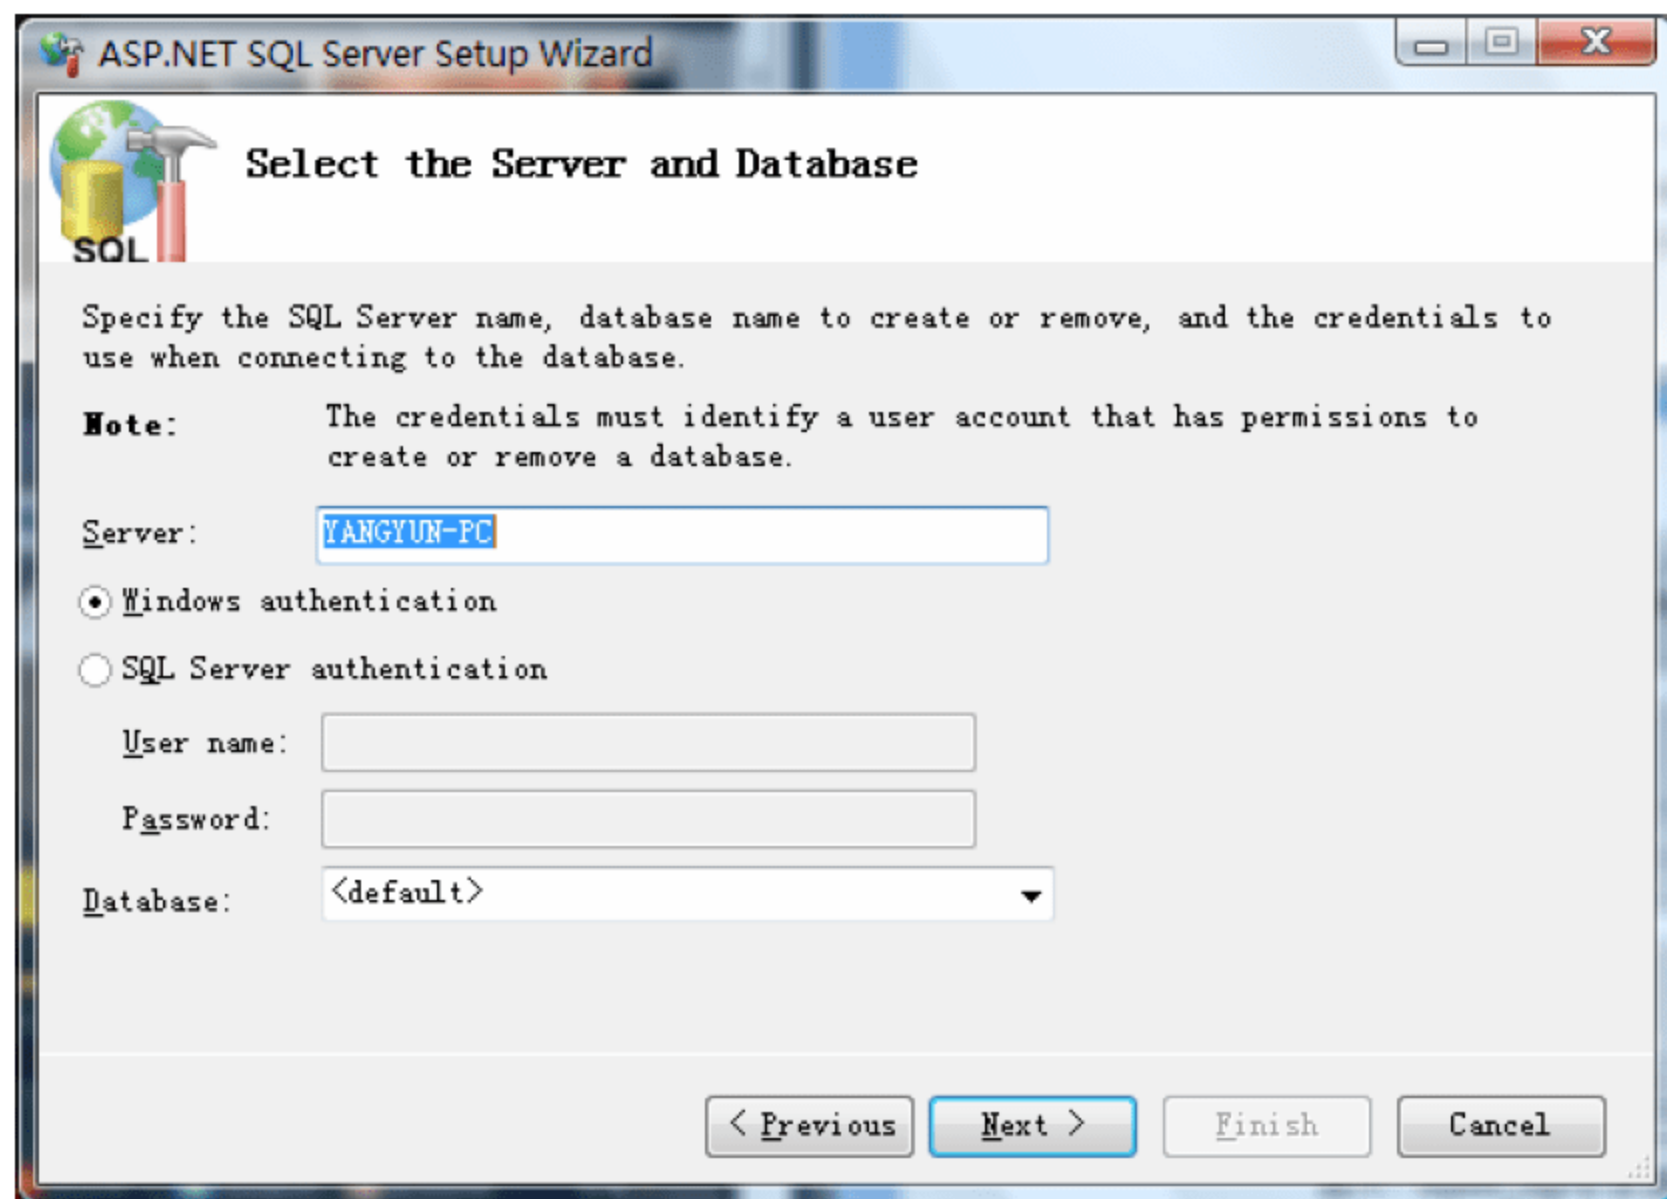 ASP.NET SQL Server Setup Wizard
SQL
Select the Server and Database
Specify the SQL Server name, database name to create or remove, and the credentials to
use when connecting to the database.
Note: The credentials must identify a user account that has permissions to
create or remove a database.
Server: YANGYUN-PC
Windows authentication
SQL Server authentication
User name:
Password:
Database: <default>
< Previous Next > Finish Cancel